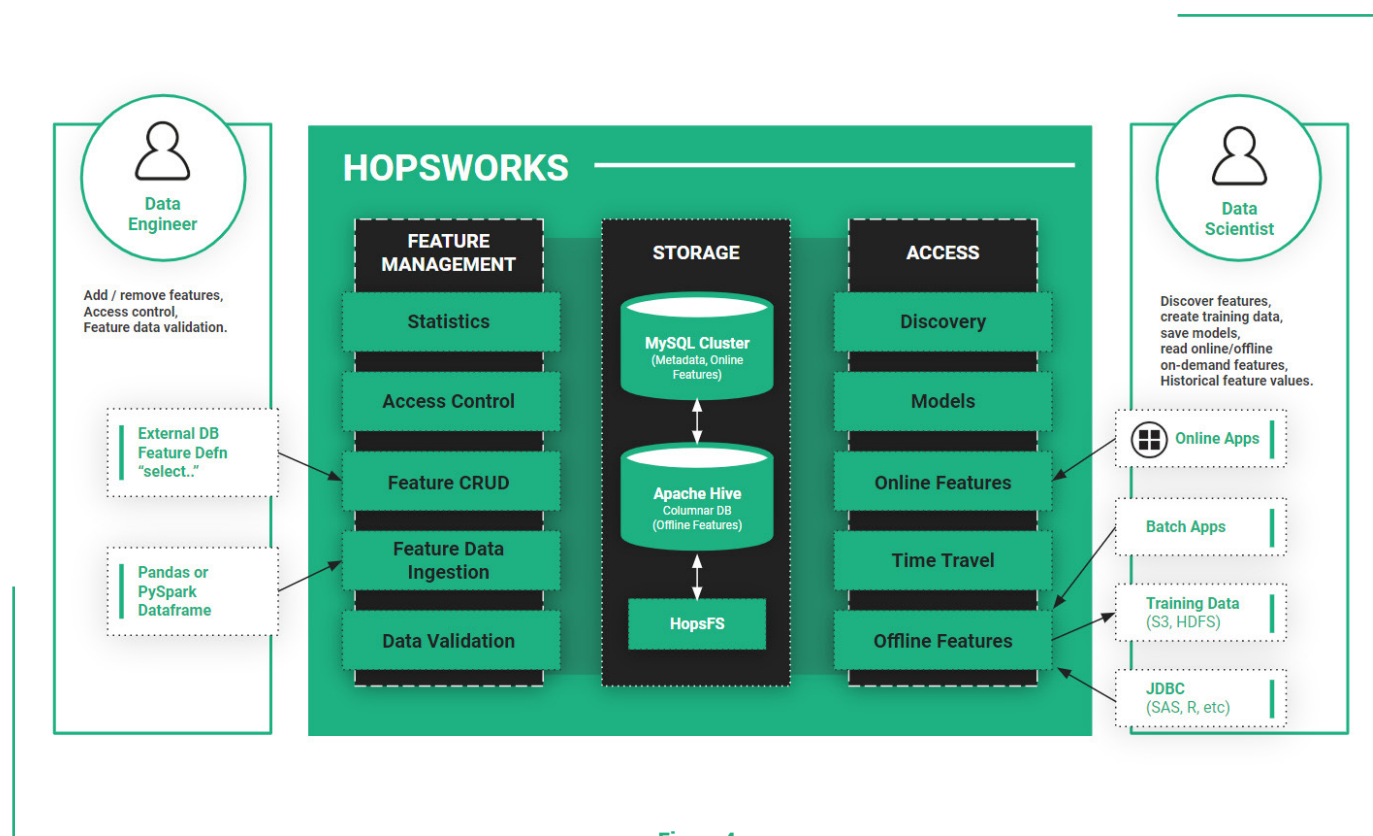 HOPSWORKS
Data
Engineer
Add / remove features,
Access control,
Feature data validation.
External DB
Feature Defn
“select..”
Pandas or
PySpark
Dataframe
FEATURE
MANAGEMENT
Statistics
Access Control
Feature CRUD
Feature Data
Ingestion
Data Validation
STORAGE
MySQL Cluster
(Metadata, Online
Features)
Apache Hive
Columnar DB
(Offline Features)
HopsFS
ACCESS
Discovery
Models
Online Features
Time Travel
Offline Features
Data
Scientist
Discover features,
create training data,
save models,
read online/offline
on-demand features,
Historical feature values.
Online Apps
Batch Apps
Training Data
(S3, HDFS)
JDBC
(SAS, R, etc)